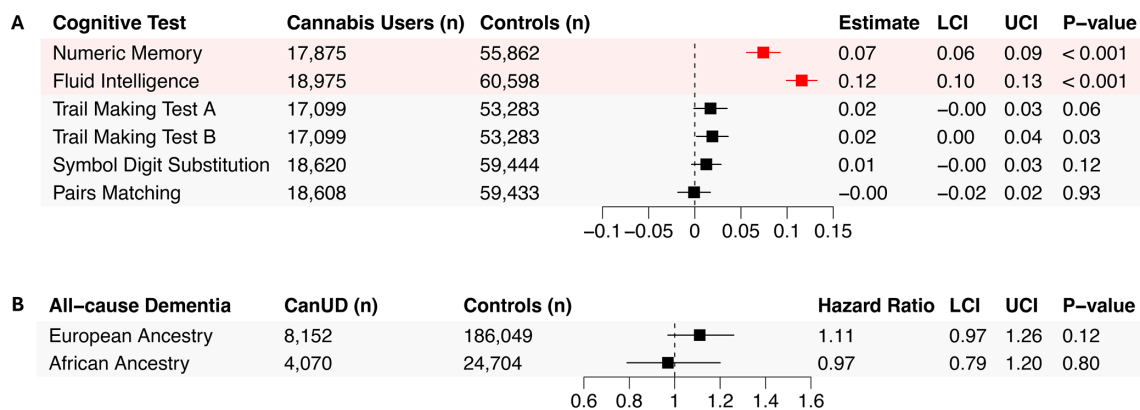 A Cognitive Test Cannabis Users (n) Controls (n) Estimate LCI UCI P−value
Numeric Memory 17,875 55,862 0.07 0.06 0.09 < 0.001
Fluid Intelligence 18,975 60,598 0.12 0.10 0.13 < 0.001
Trail Making Test A 17,099 53,283 0.02 −0.00 0.03 0.06
Trail Making Test B 17,099 53,283 0.02 0.00 0.04 0.03
Symbol Digit Substitution 18,620 59,444 0.01 −0.00 0.03 0.12
Pairs Matching 18,608 59,433 −0.00 −0.02 0.02 0.93
−0.1 −0.05 0 0.05 0.1 0.15
B All−cause Dementia CanUD (n) Controls (n) Hazard Ratio LCI UCI P−value
European Ancestry 8,152 186,049 1.11 0.97 1.26 0.12
African Ancestry 4,070 24,704 0.97 0.79 1.20 0.80
0.6 0.8 1 1.2 1.4 1.6